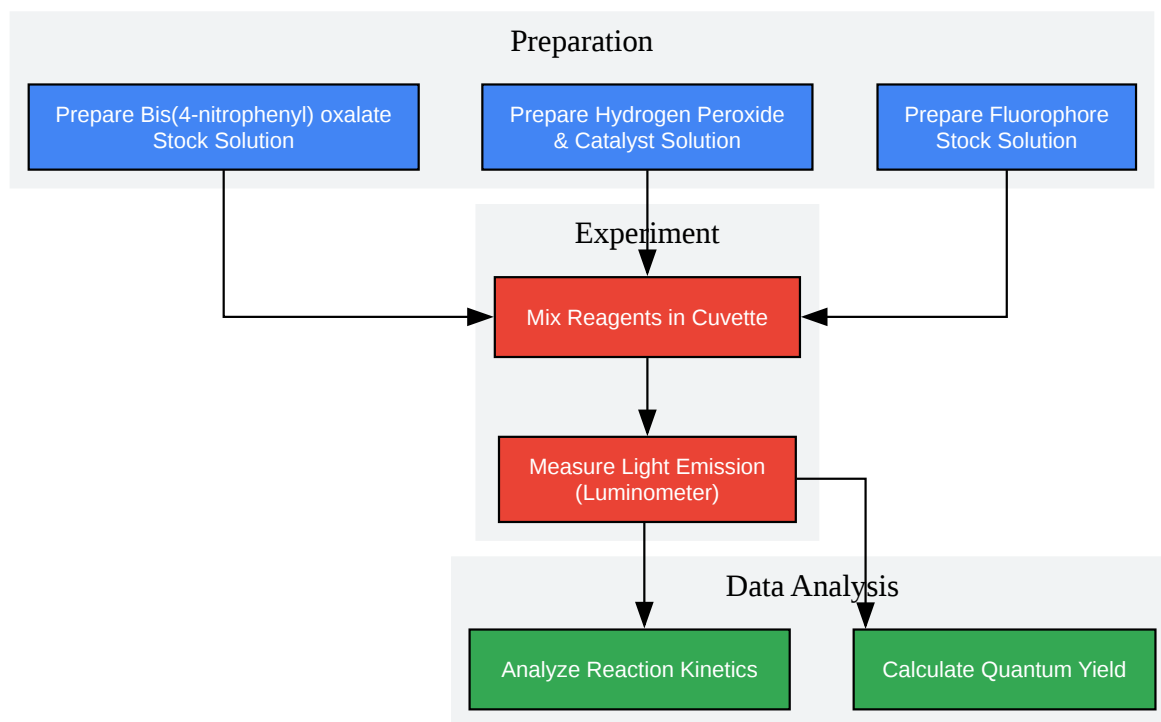 Preparation
Prepare Bis(4-nitrophenyl) oxalate
Stock Solution
Prepare Hydrogen Peroxide
& Catalyst Solution
Prepare Fluorophore
Stock Solution
Experiment
Mix Reagents in Cuvette
Measure Light Emission
(Luminometer)
Data Analysis
Analyze Reaction Kinetics
Calculate Quantum Yield